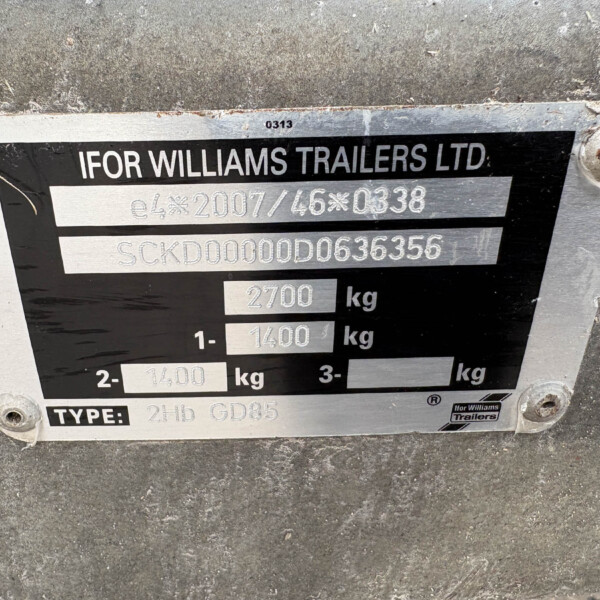 0313
IFOR WILLIAMS TRAILERS LTD
e4*2007/46*0338
SCKD00000D0636356
2700 kg
1- 1400 kg
2- 1400 kg 3- kg
TYPE: 2Hb GD85 ®
Ifor Williams
Trailers